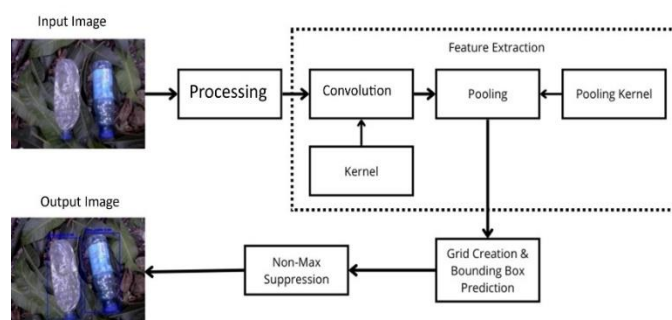 Input Image
Feature Extraction
Processing
Convolution
Pooling
Pooling Kernel
Kernel
Output Image
Non-Max
Suppression
Grid Creation &
Bounding Box
Prediction